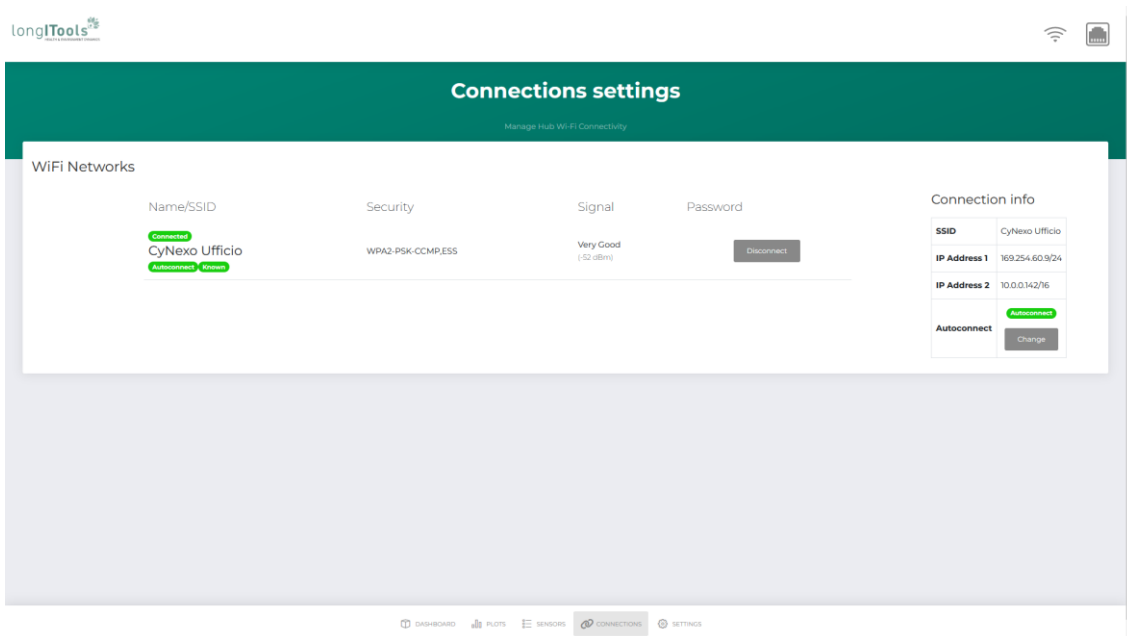 longITools
Connections settings
Manage Hub Wi-Fi Connectivity
WiFi Networks
Name/SSID Security Signal Password
Connected
CyNexo Ufficio
Autoconnect Known
WPA2-PSK-CCMP,ESS
Very Good
(-52 dBm)
Disconnect
Connection info
SSID CyNexo Ufficio
IP Address 1 169.254.60.9/24
IP Address 2 10.0.0.142/16
Autoconnect
Autoconnect
Change
DASHBOARD PLOTS SENSORS CONNECTIONS SETTINGS